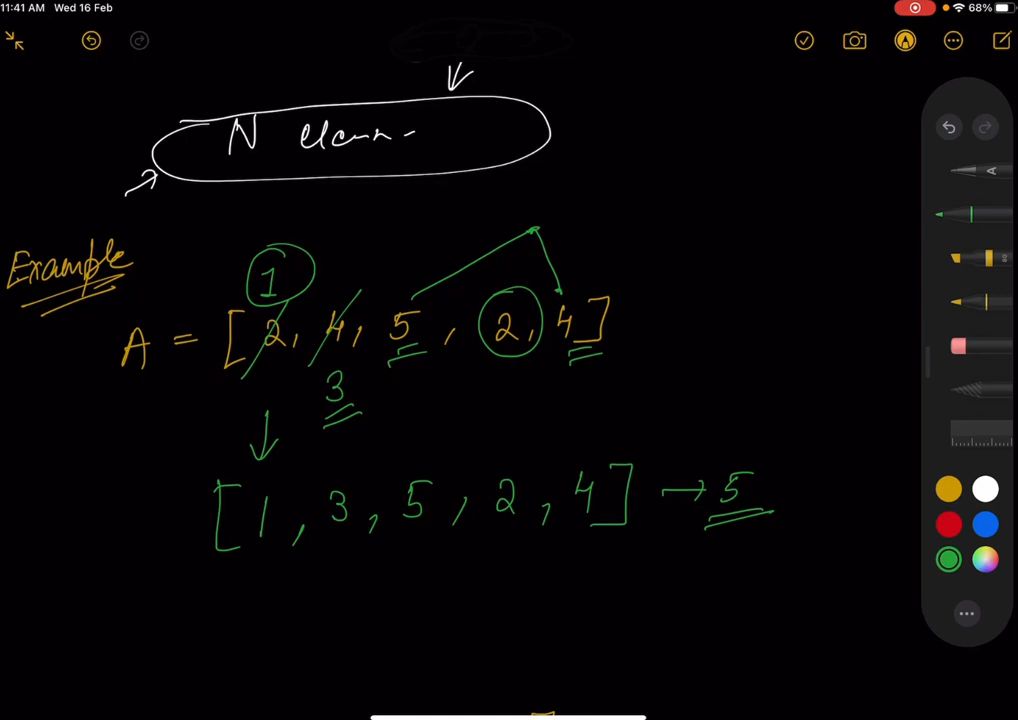 11:41 AM Wed 16 Feb
68%
N
Example
1
A = [ 2, 4, 5, 2, 4 ]
3
[ 1, 3, 5, 2, 4 ] → 5